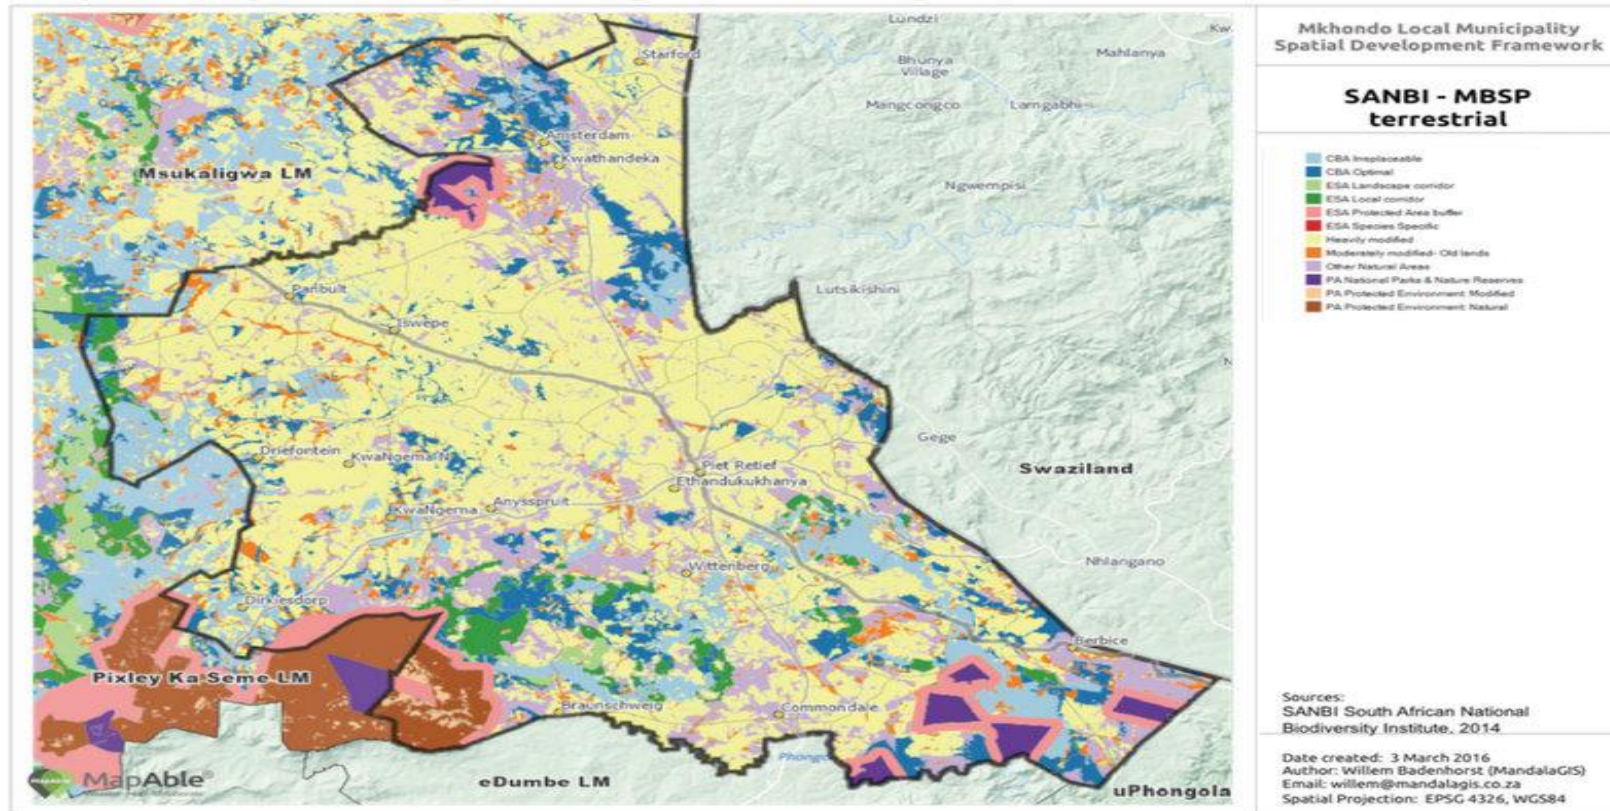 Lundzi
Kw
Starford
Bhunya
Village
Mahlanya
Mangcongco
Lamgabhi
Amsterdam
Kwathandeka
Msukaligwa LM
Ngwempisi
Panbult
Lutsikishini
Iswepe
Gege
Driefontein
KwaNgema N
Piet Retief
Swaziland
Ethandukukhanya
Anysspruit
KwaNgema
Nhlangano
Wittenberg
Dirkiesdorp
Berbice
Pixley Ka Seme LM
Braunschweig
Commondale
Phongo
MapAble®
eDumbe LM
uPhongola
Mkhondo Local Municipality
Spatial Development Framework
SANBI - MBSP
terrestrial
CBA Irreplaceable
CBA Optimal
ESA Landscape corridor
ESA Local corridor
ESA Protected Area buffer
ESA Species Specific
Heavily modified
Moderately modified- Old lands
Other Natural Areas
PA National Parks & Nature Reserves
PA Protected Environment: Modified
PA Protected Environment: Natural
Sources:
SANBI South African National
Biodiversity Institute, 2014
Date created: 3 March 2016
Author: Willem Badenhorst (MandalaGIS)
Email: willem@mandalagis.co.za
Spatial Projection: EPSG 4326, WGS84